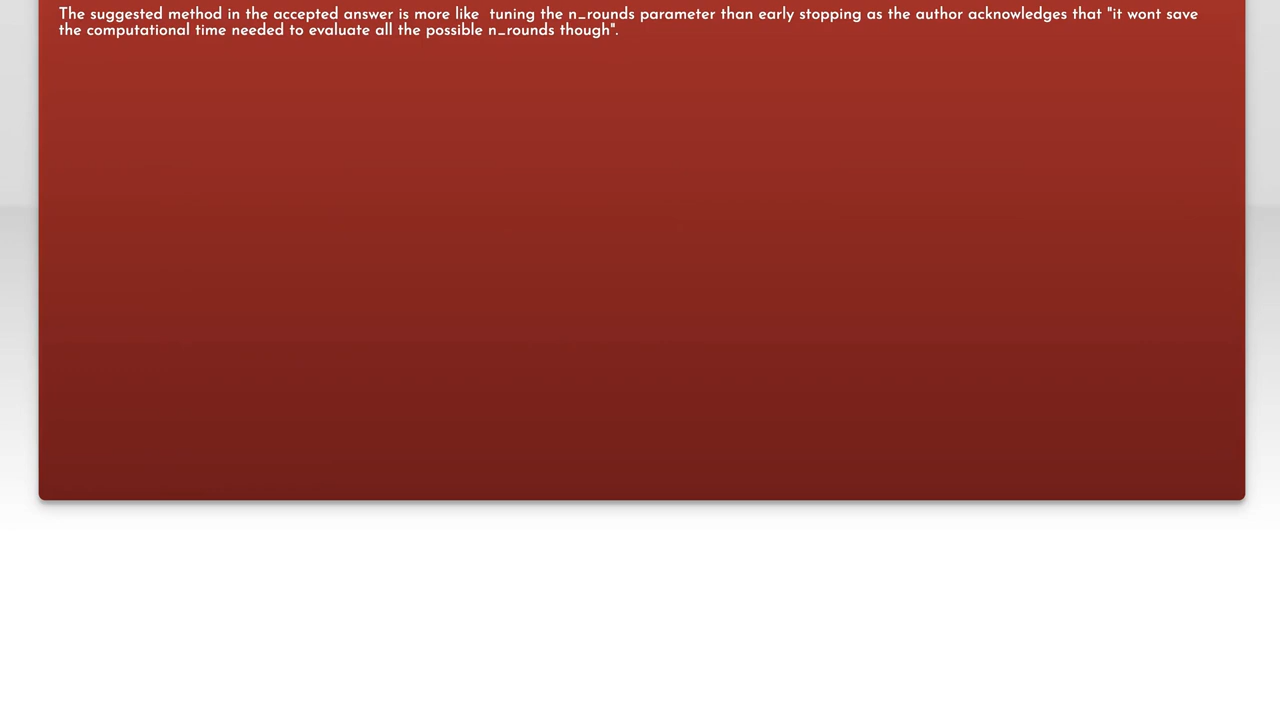 The suggested method in the accepted answer is more like  tuning the n_rounds parameter than early stopping as the author acknowledges that "it wont save
the computational time needed to evaluate all the possible n_rounds though".